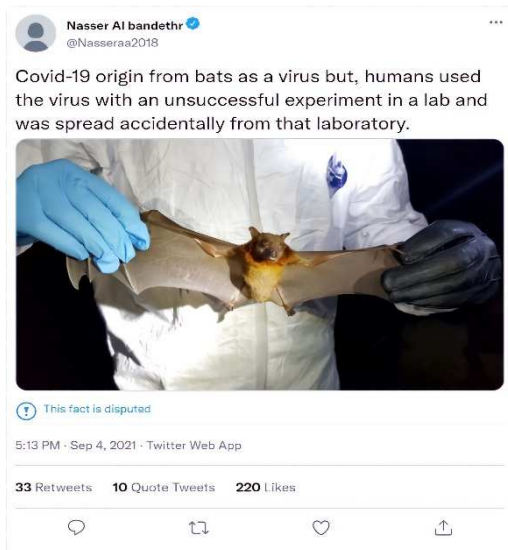 Nasser Al bandethr
@Nasseraa2018
Covid-19 origin from bats as a virus but, humans used
the virus with an unsuccessful experiment in a lab and
was spread accidentally from that laboratory.
This fact is disputed
5:13 PM · Sep 4, 2021 · Twitter Web App
33 Retweets 10 Quote Tweets 220 Likes